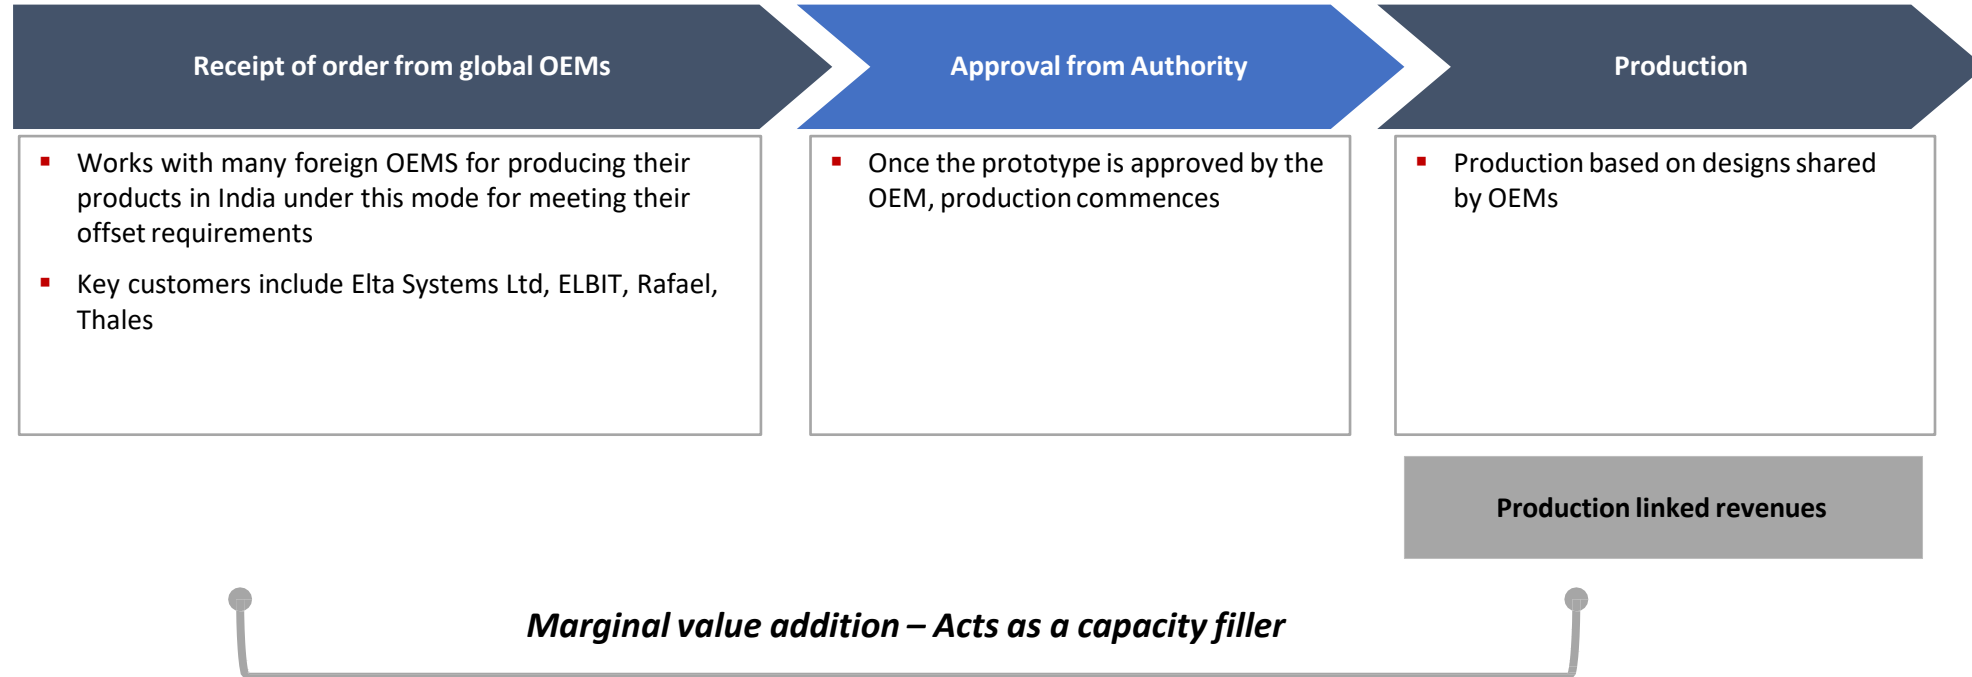 Receipt of order from global OEMs
Approval from Authority
Production
▪ Works with many foreign OEMS for producing their
products in India under this mode for meeting their
offset requirements
▪ Key customers include Elta Systems Ltd, ELBIT, Rafael,
Thales
▪ Once the prototype is approved by the
OEM, production commences
▪ Production based on designs shared
by OEMs
Production linked revenues
Marginal value addition – Acts as a capacity filler